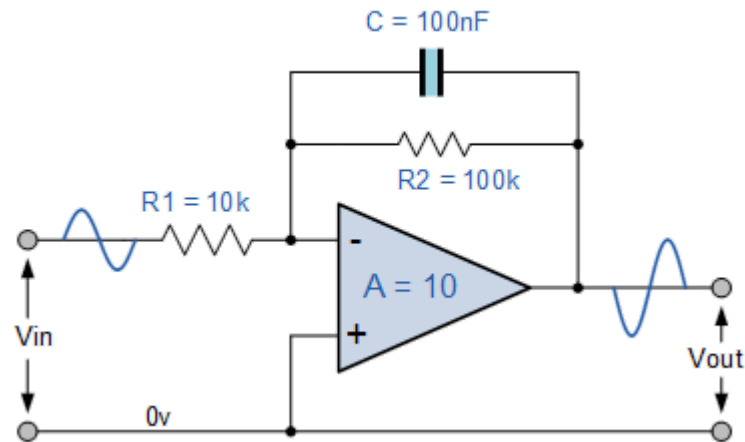 C = 100nF
R2 = 100k
R1 = 10k
-
A = 10
+
Vin
Vout
0v